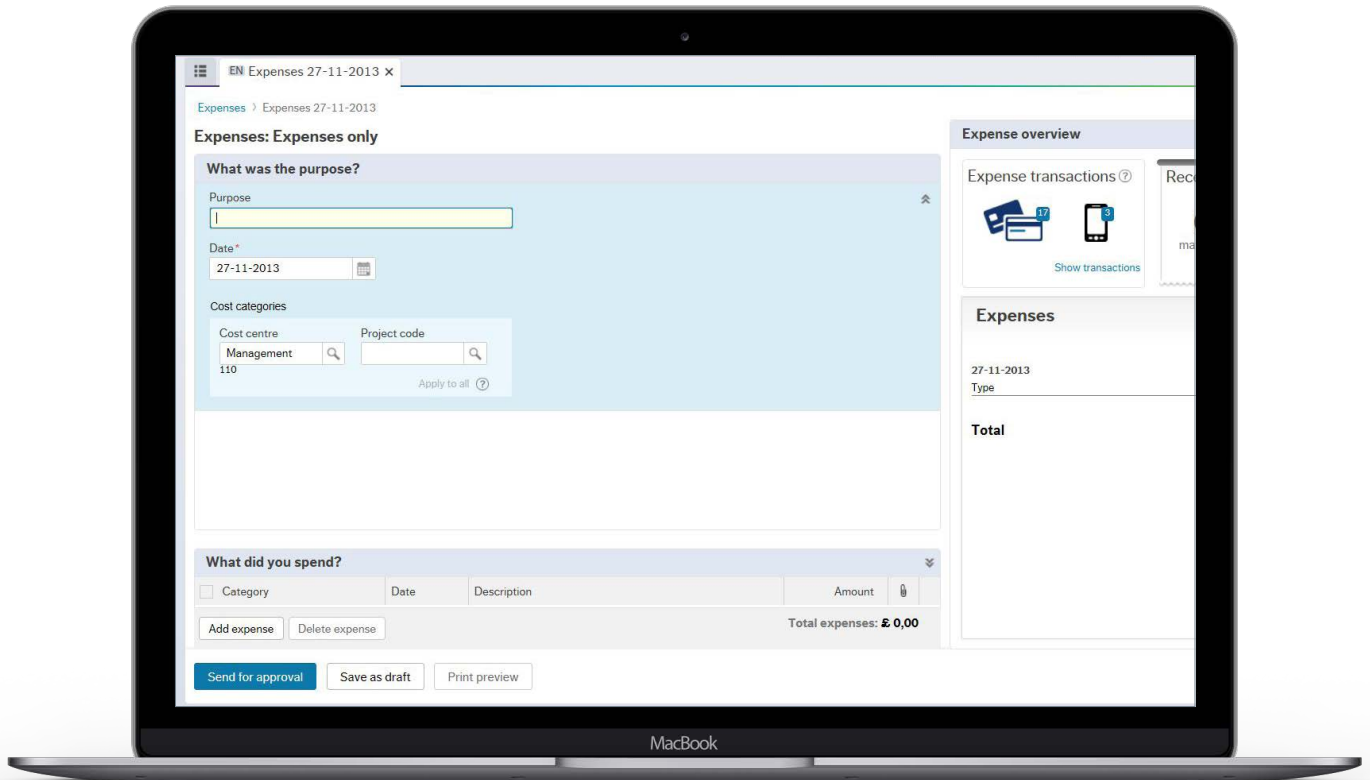 EN Expenses 27-11-2013 ×
Expenses > Expenses 27-11-2013
Expenses: Expenses only
What was the purpose?
Purpose
Date*
27-11-2013
Cost categories
Cost centre Project code
Management
110
Apply to all ?
What did you spend?
Category Date Description Amount
Add expense Delete expense Total expenses: £ 0,00
Send for approval Save as draft Print preview
Expense overview
Expense transactions ?
17 3
Show transactions
Expenses
27-11-2013
Type
Total
MacBook